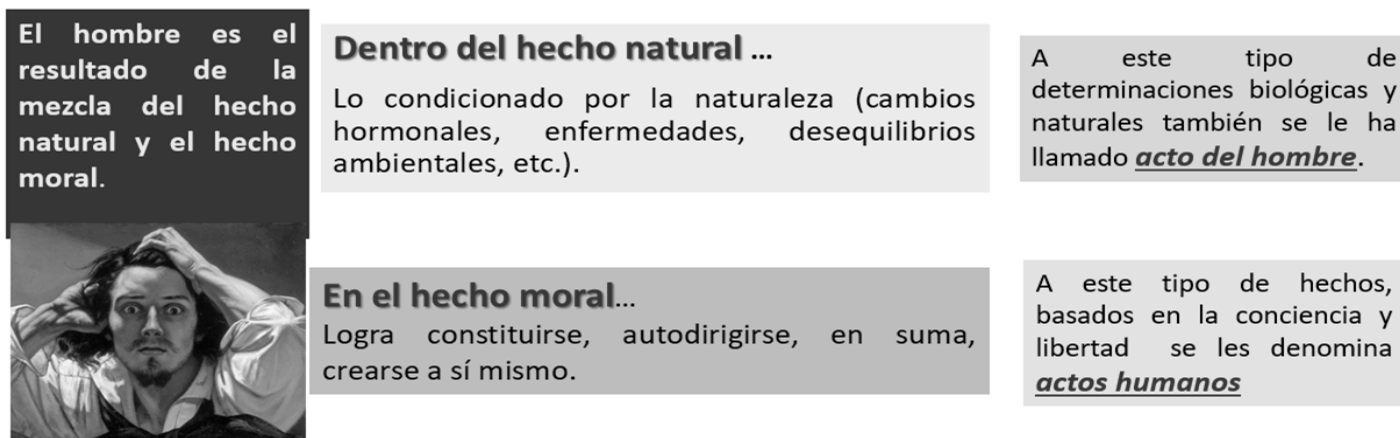 El hombre es el
resultado de la
mezcla del hecho
natural y el hecho
moral.
Dentro del hecho natural ...
Lo condicionado por la naturaleza (cambios
hormonales, enfermedades, desequilibrios
ambientales, etc.).
A este tipo de
determinaciones biológicas y
naturales también se le ha
llamado acto del hombre.
En el hecho moral...
Logra constituirse, autodirigirse, en suma,
crearse a sí mismo.
A este tipo de hechos,
basados en la conciencia y
libertad se les denomina
actos humanos